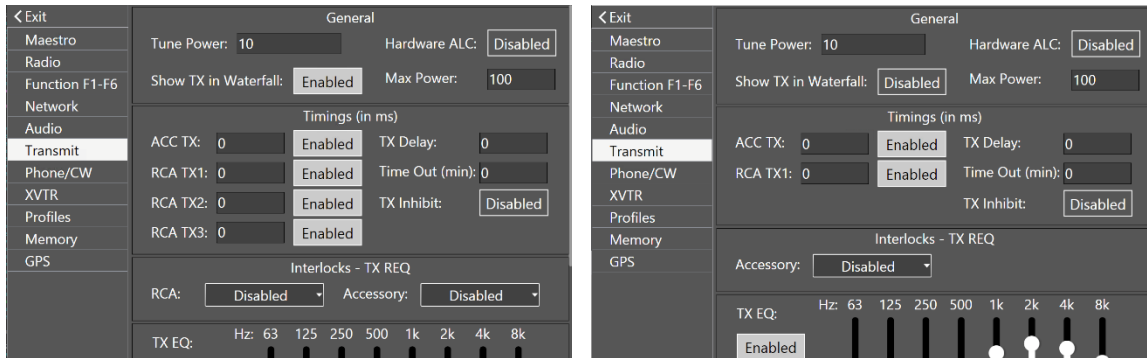 Exit
Maestro
Radio
Function F1-F6
Network
Audio
Transmit
Phone/CW
XVTR
Profiles
Memory
GPS
General
Tune Power: 10 Hardware ALC: Disabled
Show TX in Waterfall: Enabled Max Power: 100
Timings (in ms)
ACC TX: 0 Enabled TX Delay: 0
RCA TX1: 0 Enabled Time Out (min): 0
RCA TX2: 0 Enabled TX Inhibit: Disabled
RCA TX3: 0 Enabled
Interlocks - TX REQ
RCA: Disabled Accessory: Disabled
TX EQ: Hz: 63 125 250 500 1k 2k 4k 8k
Exit
Maestro
Radio
Function F1-F6
Network
Audio
Transmit
Phone/CW
XVTR
Profiles
Memory
GPS
General
Tune Power: 10 Hardware ALC: Disabled
Show TX in Waterfall: Disabled Max Power: 100
Timings (in ms)
ACC TX: 0 Enabled TX Delay: 0
RCA TX1: 0 Enabled Time Out (min): 0
TX Inhibit: Disabled
Interlocks - TX REQ
Accessory: Disabled
TX EQ: Hz: 63 125 250 500 1k 2k 4k 8k
Enabled